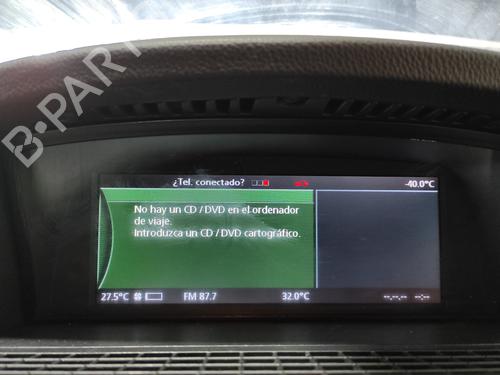 B-PARTS
¿Tel. conectado?
-40.0°C
No hay un CD / DVD en el ordenador
de viaje.
Introduzca un CD / DVD cartográfico.
27.5°C
FM 87.7
32.0°C
--.--.-- --:--